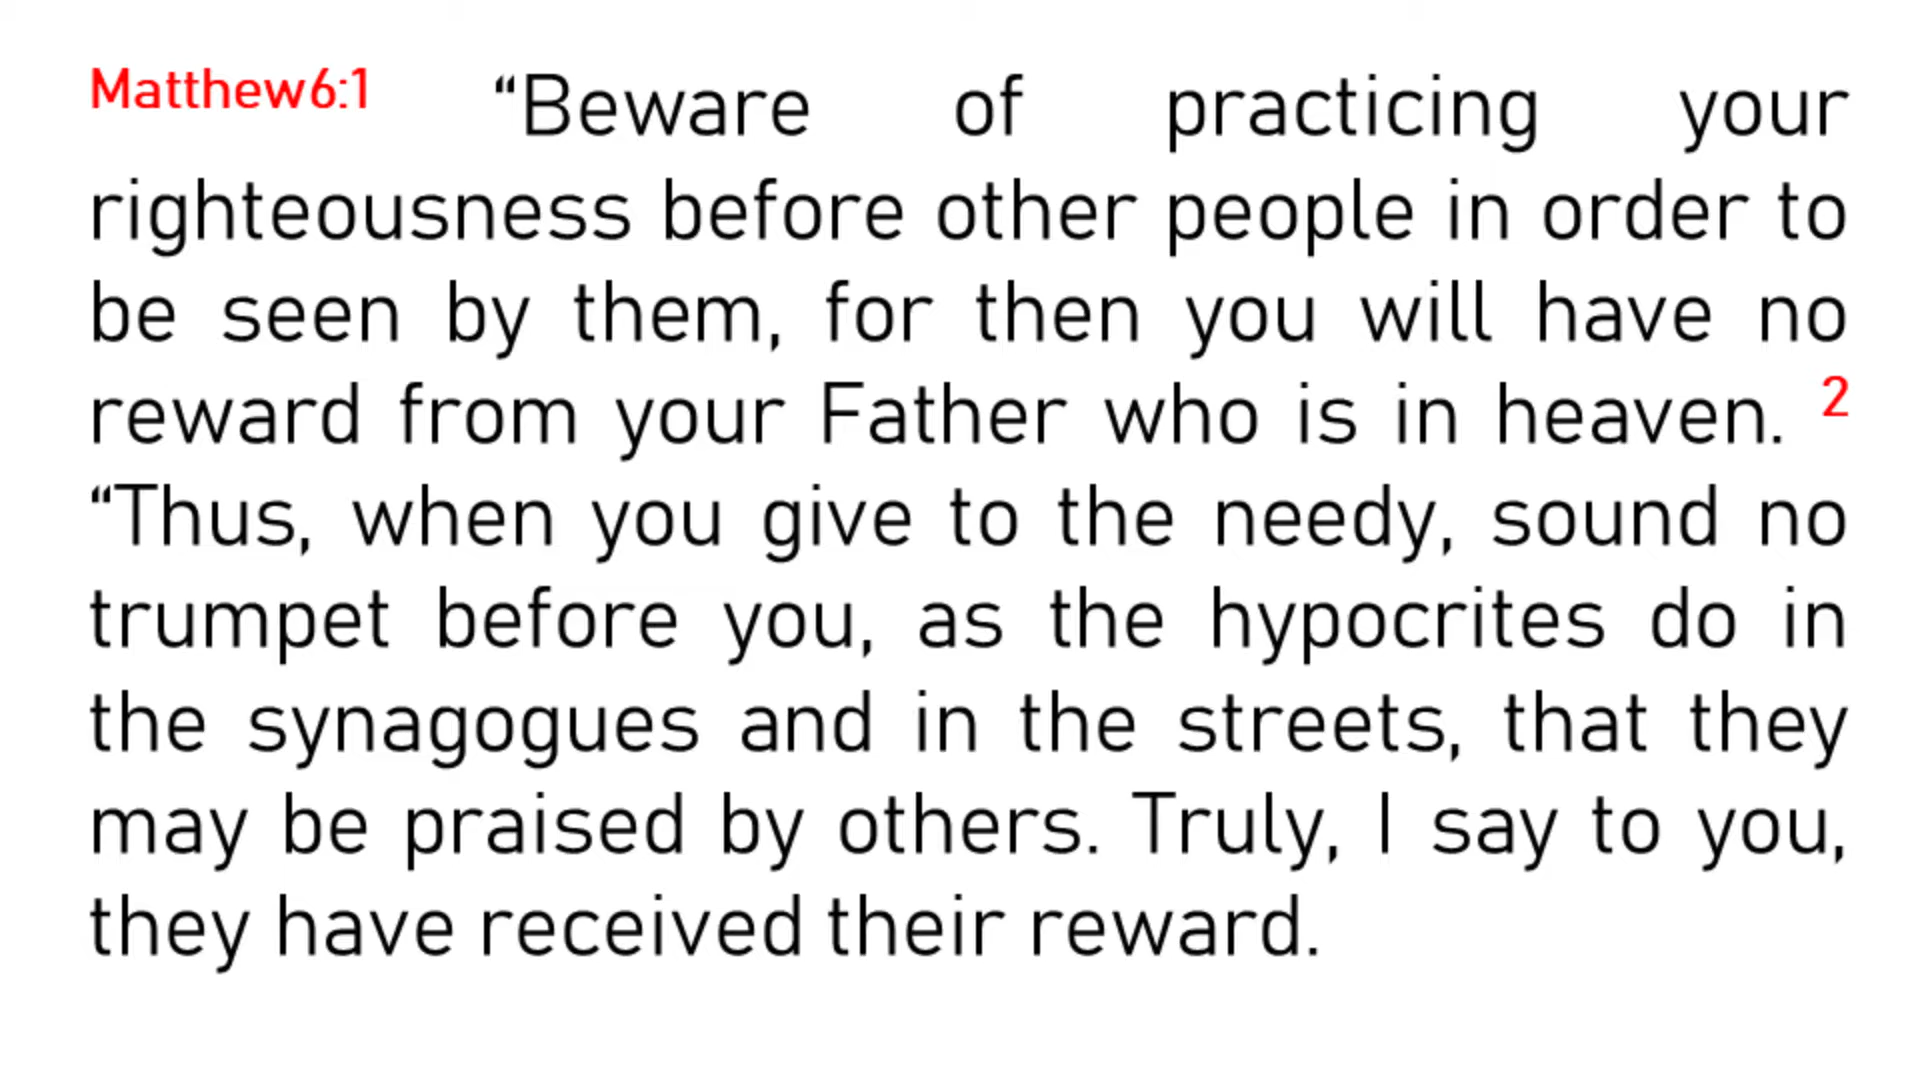 Matthew6:1 “Beware of practicing your
righteousness before other people in order to
be seen by them, for then you will have no
reward from your Father who is in heaven. 2
“Thus, when you give to the needy, sound no
trumpet before you, as the hypocrites do in
the synagogues and in the streets, that they
may be praised by others. Truly, I say to you,
they have received their reward.